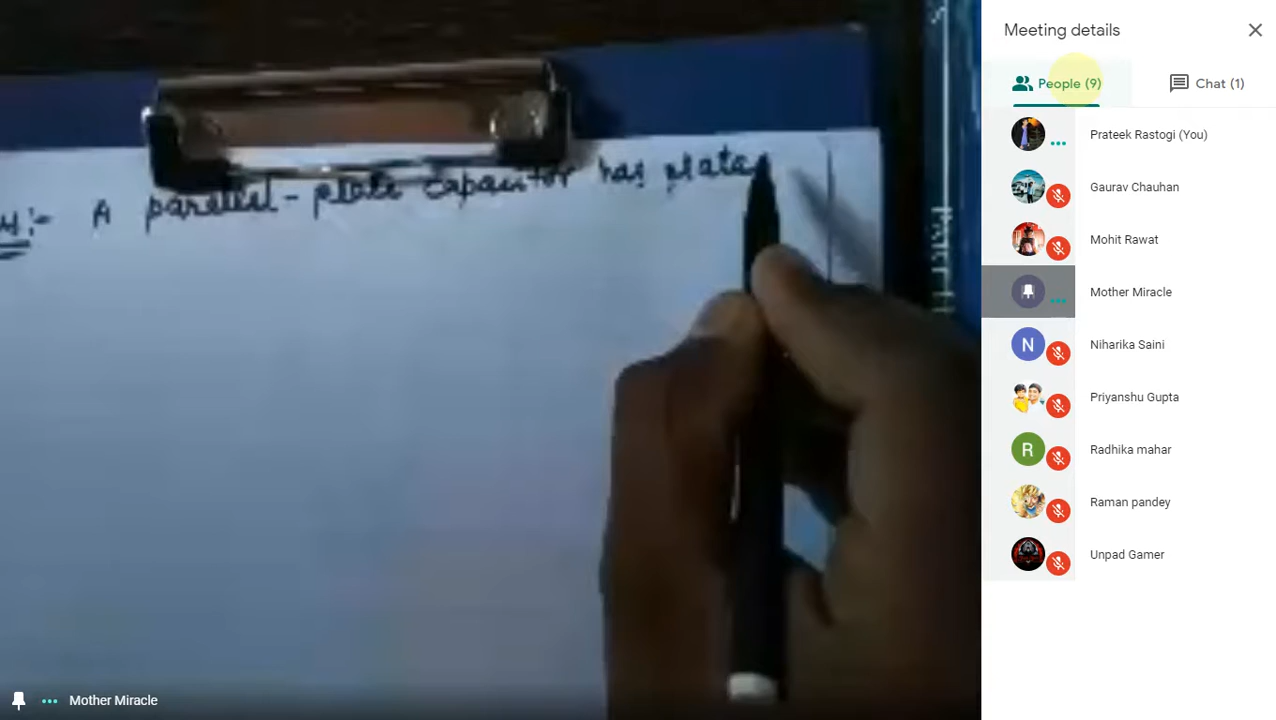 Meeting details
People (9)
Chat (1)
A parallel-plate capacitor has plates
Prateek Rastogi (You)
Gaurav Chauhan
Mohit Rawat
Mother Miracle
N
Niharika Saini
Priyanshu Gupta
R
Radhika mahar
Raman pandey
Unpad Gamer
Mother Miracle